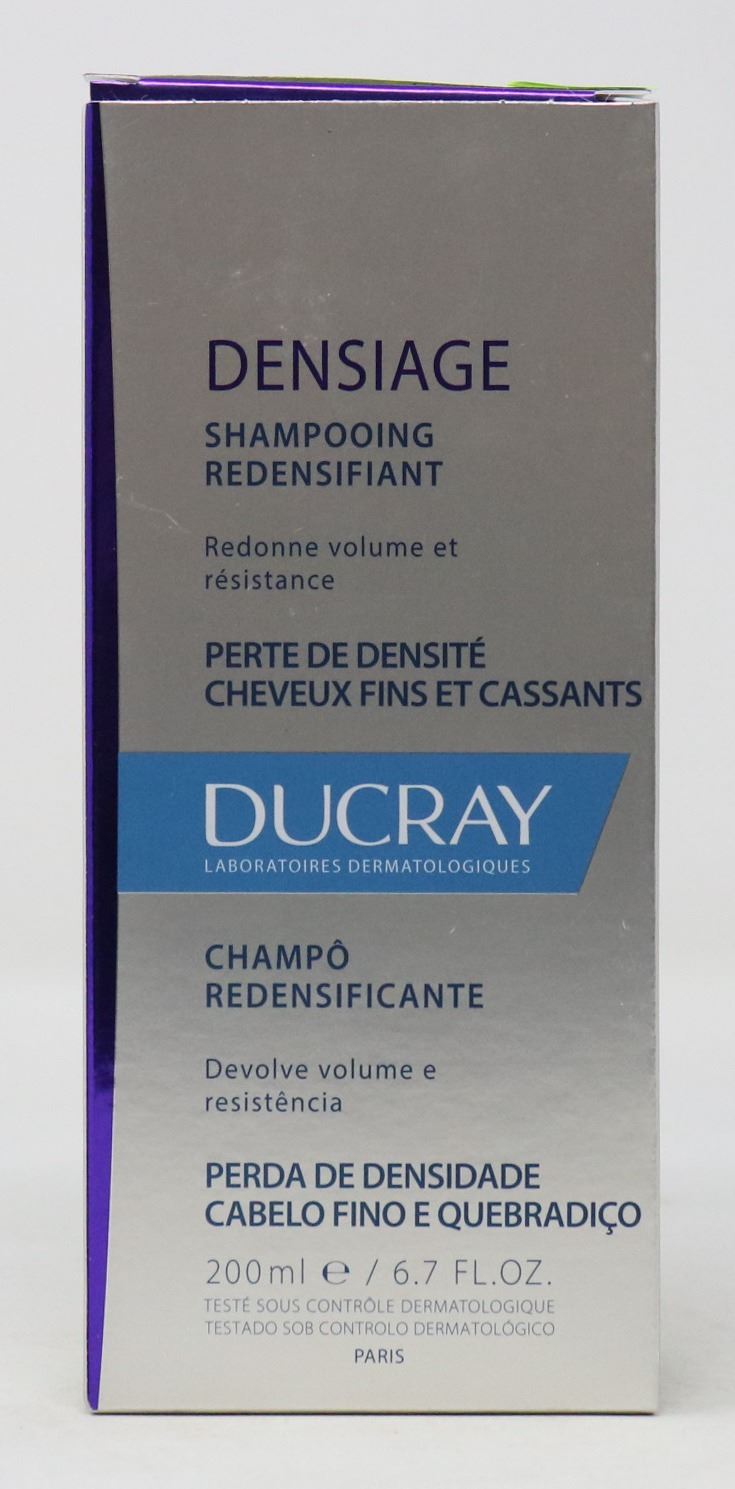 DENSIAGE
SHAMPOOING
REDENSIFIANT
Redonne volume et
résistance
PERTE DE DENSITÉ
CHEVEUX FINS ET CASSANTS
DUCRAY
LABORATOIRES DERMATOLOGIQUES
CHAMPÔ
REDENSIFICANTE
Devolve volume e
resistência
PERDA DE DENSIDADE
CABELO FINO E QUEBRADIÇO
200ml ℮ / 6.7 FL.OZ.
TESTÉ SOUS CONTRÔLE DERMATOLOGIQUE
TESTADO SOB CONTROLO DERMATOLÓGICO
PARIS